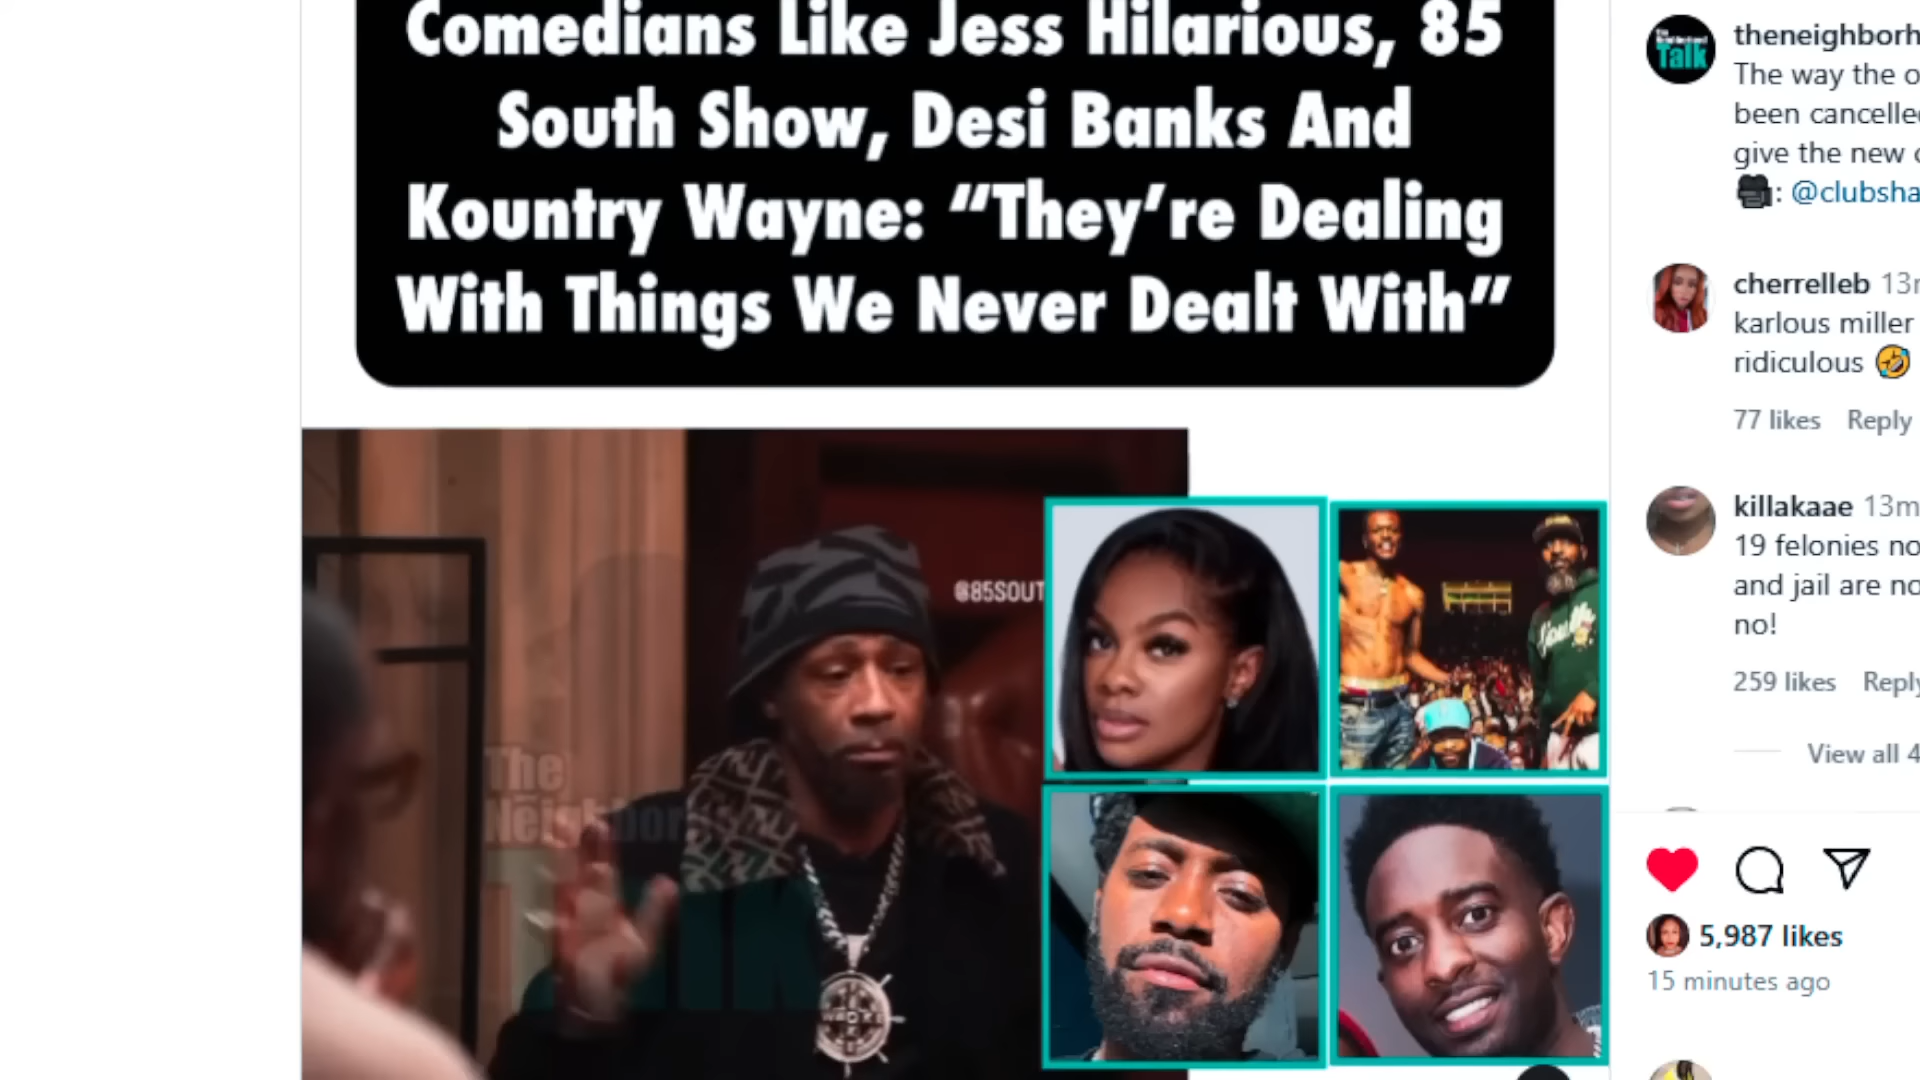 Comedians Like Jess Hilarious, 85
South Show, Desi Banks And
Kountry Wayne: “They’re Dealing
With Things We Never Dealt With”
@85SOUT
The
Neighbor
Talk
theneighborh
The way the o
been cancelled
give the new c
: @clubsha
cherrelleb 13m
karlous miller
ridiculous 🤣
77 likes Reply
killakaae 13m
19 felonies no
and jail are no
no!
259 likes Reply
View all 4
5,987 likes
15 minutes ago